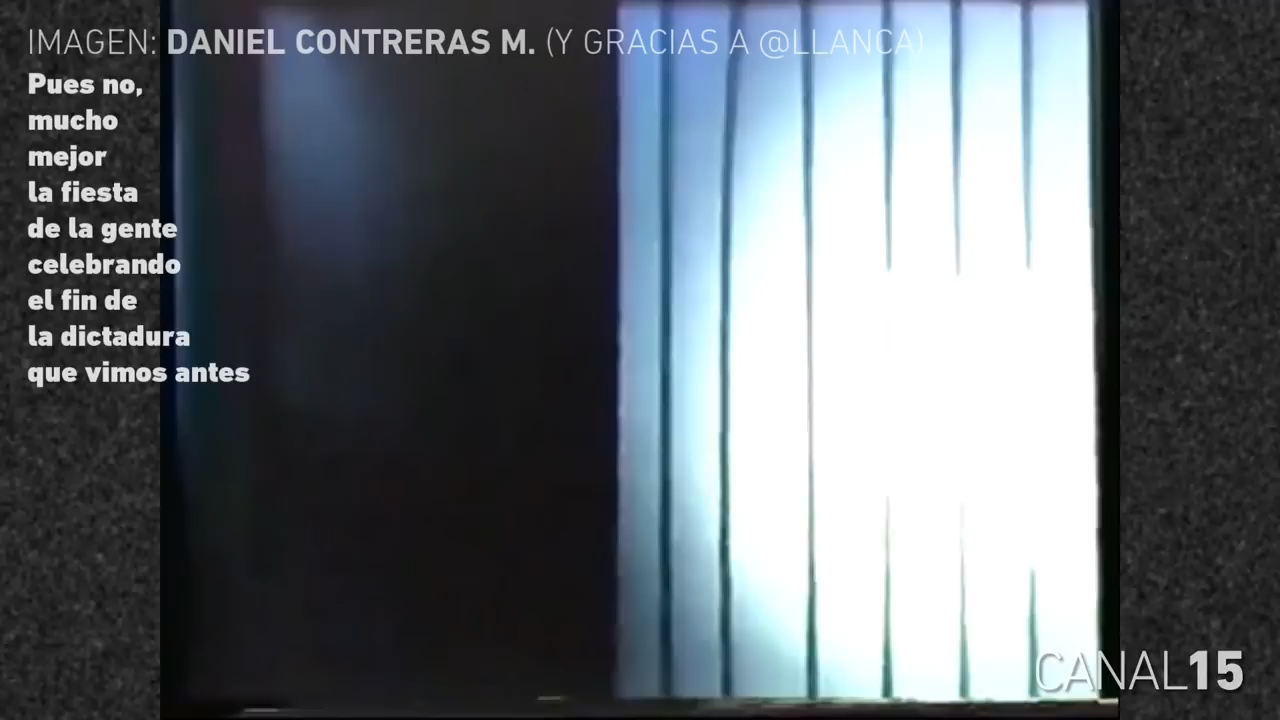 IMAGEN: DANIEL CONTRERAS M. (Y GRACIAS A @LLANCA)
Pues no,
mucho
mejor
la fiesta
de la gente
celebrando
el fin de
la dictadura
que vimos antes
CANAL15